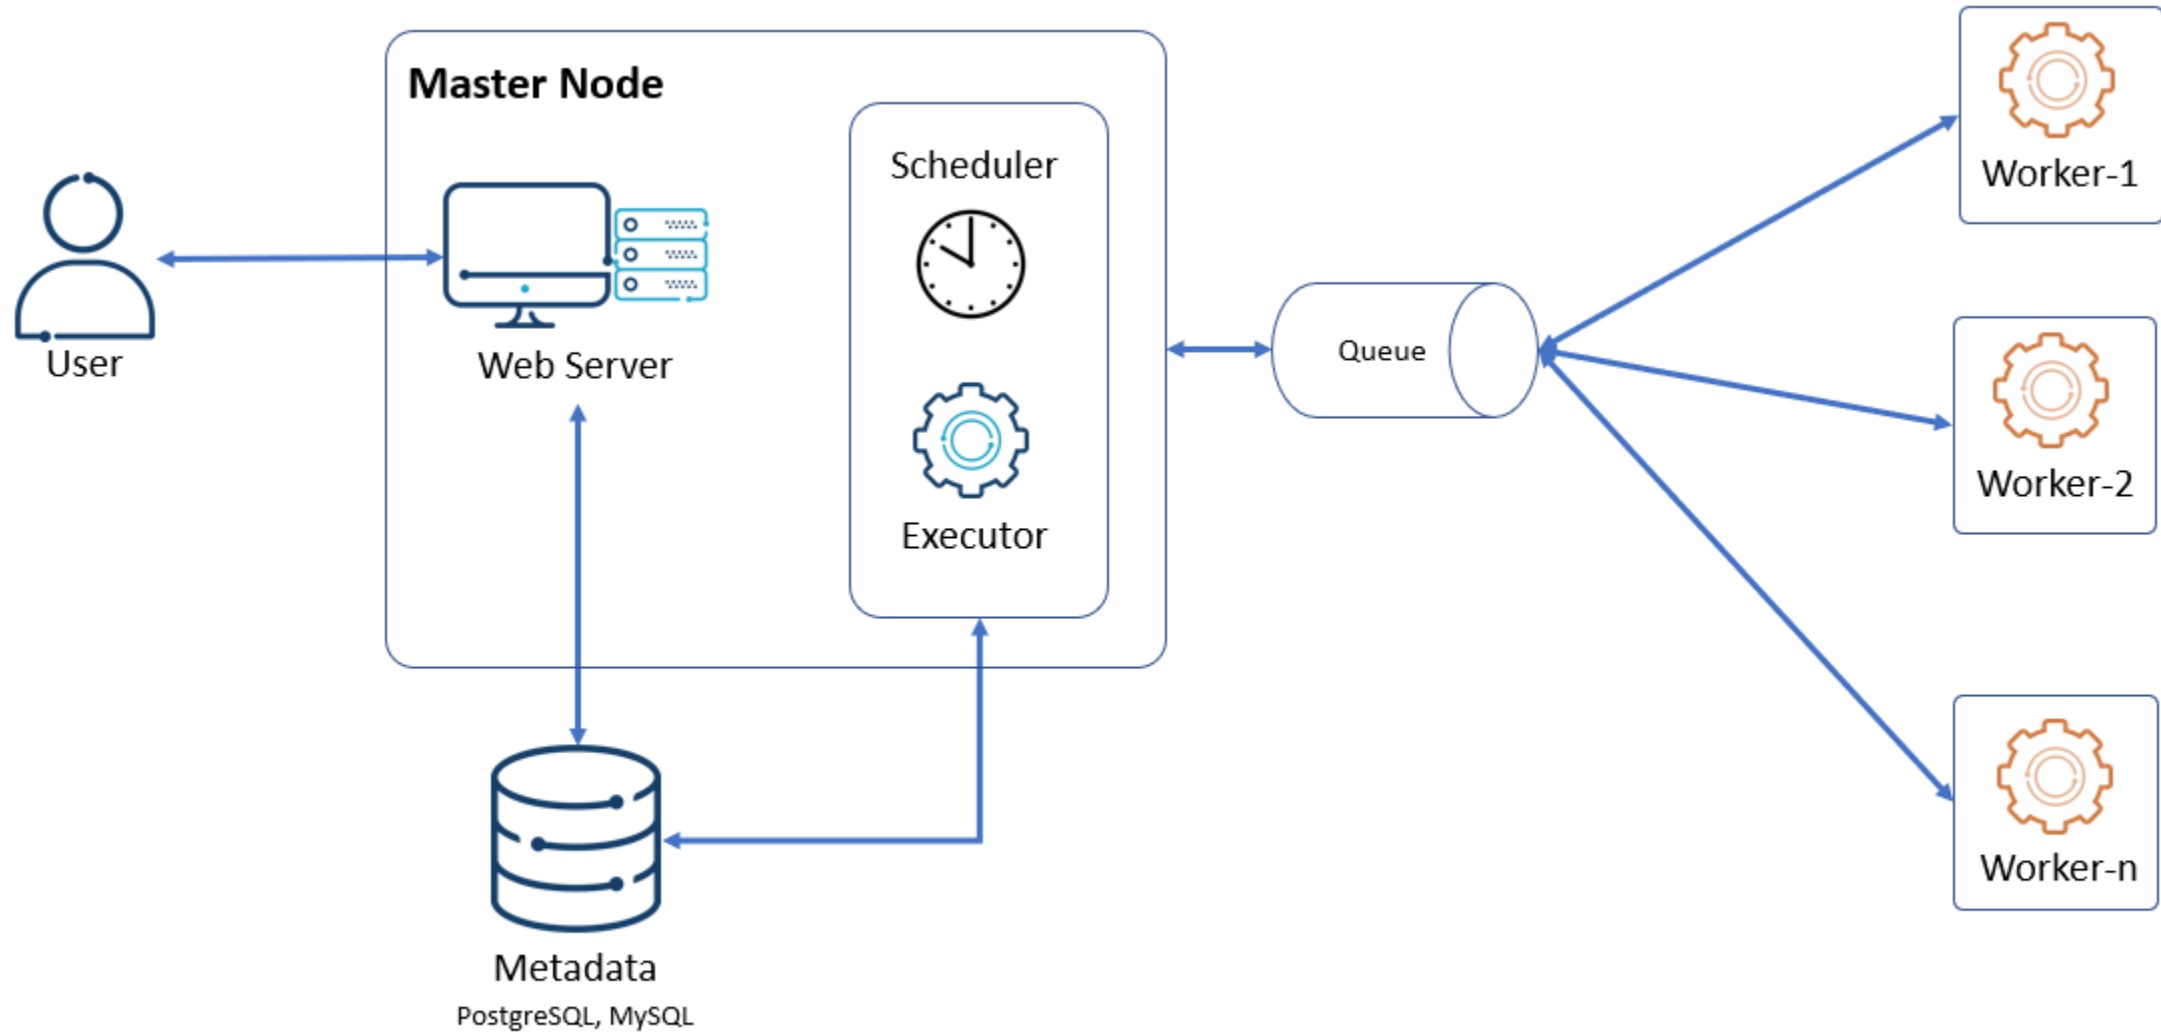 Master Node
Scheduler
Worker-1
User
Web Server
Queue
Executor
Worker-2
Worker-n
Metadata
PostgreSQL, MySQL